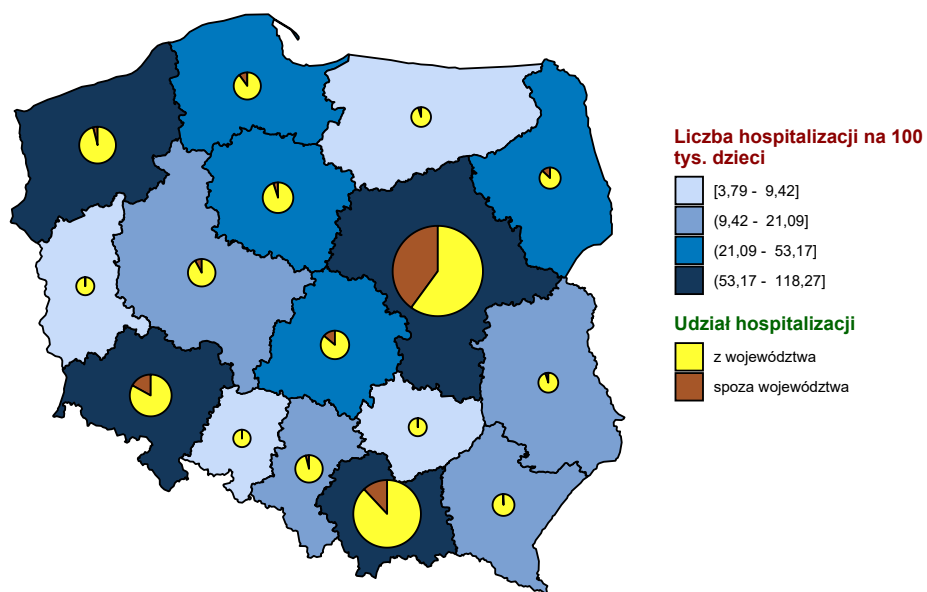 Liczba hospitalizacji na 100
tys. dzieci
[3,79 - 9,42]
(9,42 - 21,09]
(21,09 - 53,17]
(53,17 - 118,27]
Udział hospitalizacji
z województwa
spoza województwa